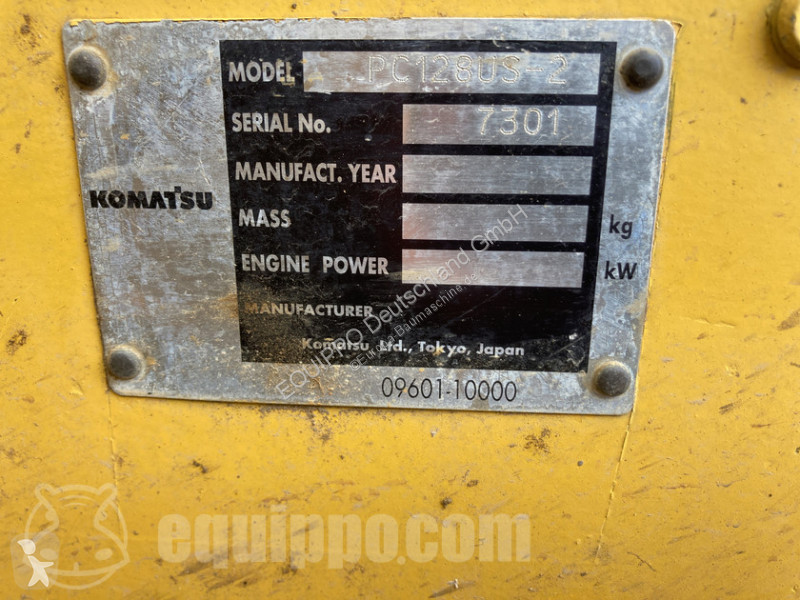 MODEL PC128US-2
SERIAL No. 7301
MANUFACT. YEAR
KOMATSU
MASS kg
ENGINE POWER kW
MANUFACTURER
Komatsu Ltd., Tokyo, Japan
09601-10000
EQUIPPO Deutschland GmbH
equippo.com